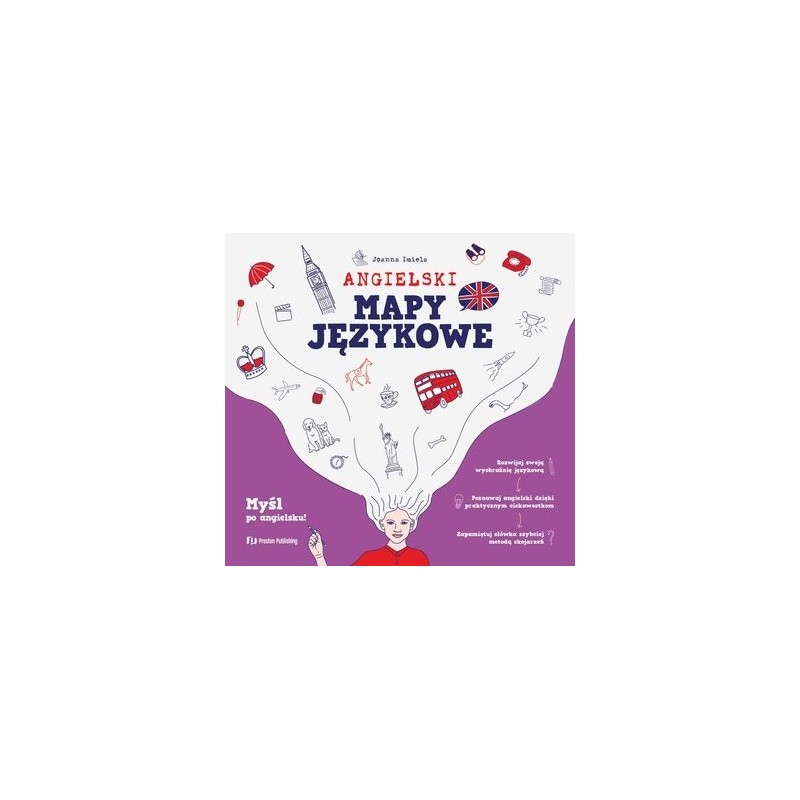 Joanna Imiela
ANGIELSKI
MAPY
JĘZYKOWE
Rozwijaj swoją
wyobraźnię językową
Poznawaj angielski dzięki
praktycznym ciekawostkom
Zapamiętuj słówka szybciej
metodą skojarzeń
Myśl
po angielsku!
Preston Publishing